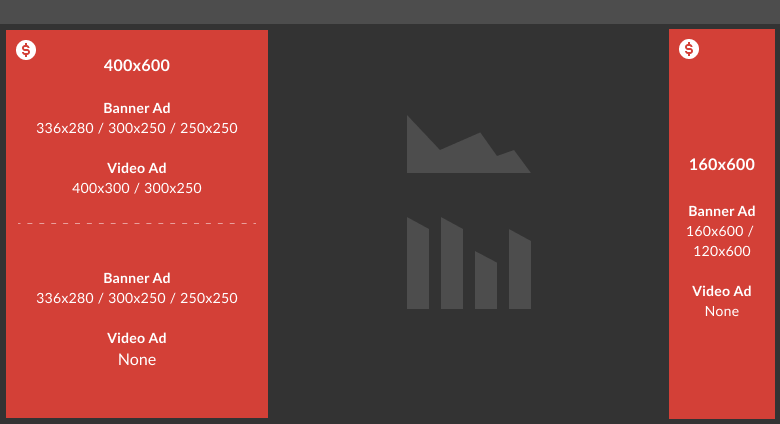 $
400x600
Banner Ad
336x280 / 300x250 / 250x250
Video Ad
400x300 / 300x250
Banner Ad
336x280 / 300x250 / 250x250
Video Ad
None
$
160x600
Banner Ad
160x600 /
120x600
Video Ad
None